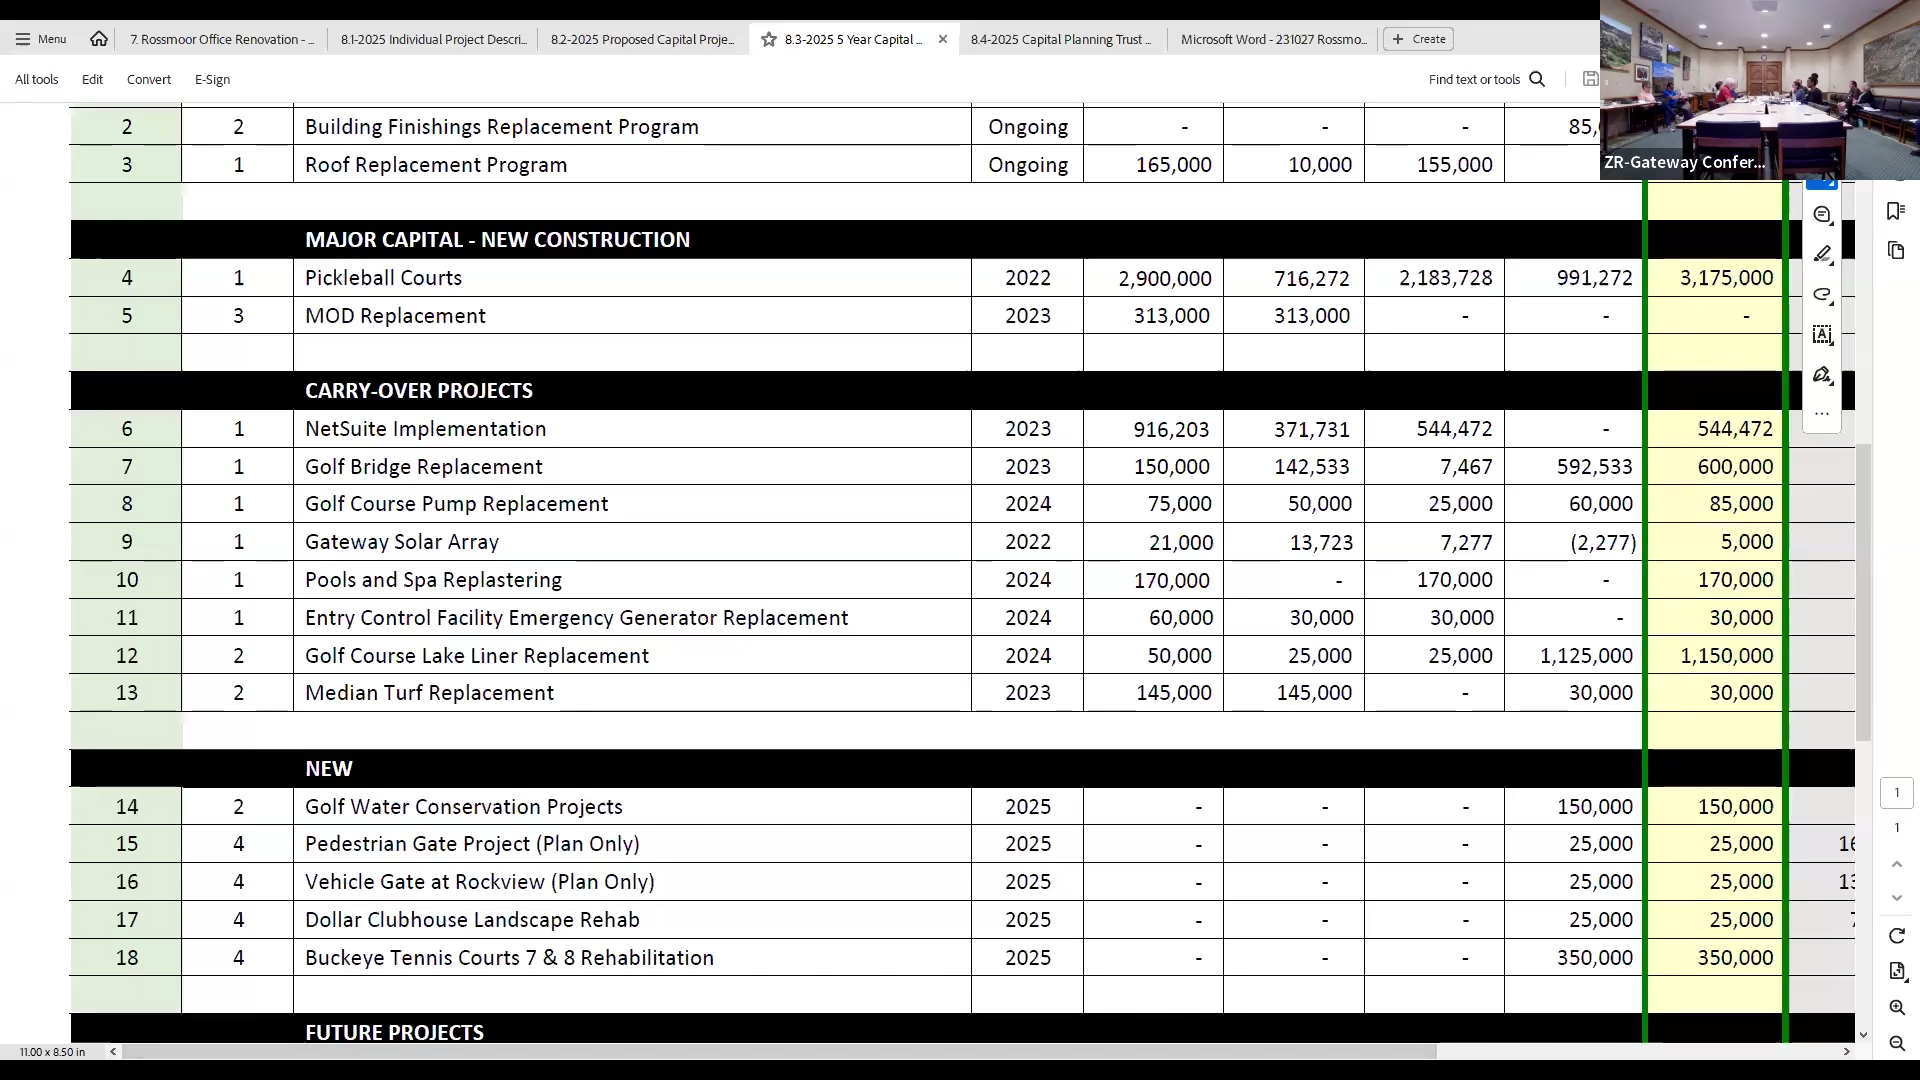 Menu 7. Rossmoor Office Renovation - ... 8.1-2025 Individual Project Descri... 8.2-2025 Proposed Capital Proje... 8.3-2025 5 Year Capital ... 8.4-2025 Capital Planning Trust ... Microsoft Word - 231027 Rossmo... + Create
All tools Edit Convert E-Sign Find text or tools
ZR-Gateway Confer...
2 2 Building Finishings Replacement Program Ongoing - - - 85,
3 1 Roof Replacement Program Ongoing 165,000 10,000 155,000
MAJOR CAPITAL - NEW CONSTRUCTION
4 1 Pickleball Courts 2022 2,900,000 716,272 2,183,728 991,272 3,175,000
5 3 MOD Replacement 2023 313,000 313,000 - - -
CARRY-OVER PROJECTS
6 1 NetSuite Implementation 2023 916,203 371,731 544,472 - 544,472
7 1 Golf Bridge Replacement 2023 150,000 142,533 7,467 592,533 600,000
8 1 Golf Course Pump Replacement 2024 75,000 50,000 25,000 60,000 85,000
9 1 Gateway Solar Array 2022 21,000 13,723 7,277 (2,277) 5,000
10 1 Pools and Spa Replastering 2024 170,000 - 170,000 - 170,000
11 1 Entry Control Facility Emergency Generator Replacement 2024 60,000 30,000 30,000 - 30,000
12 2 Golf Course Lake Liner Replacement 2024 50,000 25,000 25,000 1,125,000 1,150,000
13 2 Median Turf Replacement 2023 145,000 145,000 - 30,000 30,000
NEW
14 2 Golf Water Conservation Projects 2025 - - - 150,000 150,000
15 4 Pedestrian Gate Project (Plan Only) 2025 - - - 25,000 25,000
16 4 Vehicle Gate at Rockview (Plan Only) 2025 - - - 25,000 25,000
17 4 Dollar Clubhouse Landscape Rehab 2025 - - - 25,000 25,000
18 4 Buckeye Tennis Courts 7 & 8 Rehabilitation 2025 - - - 350,000 350,000
FUTURE PROJECTS
1
1
11.00 x 8.50 in